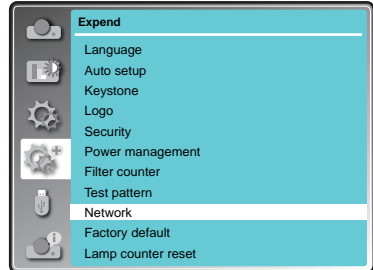 Expend
Language
Auto setup
Keystone
Logo
Security
Power management
Filter counter
Test pattern
Network
Factory default
Lamp counter reset